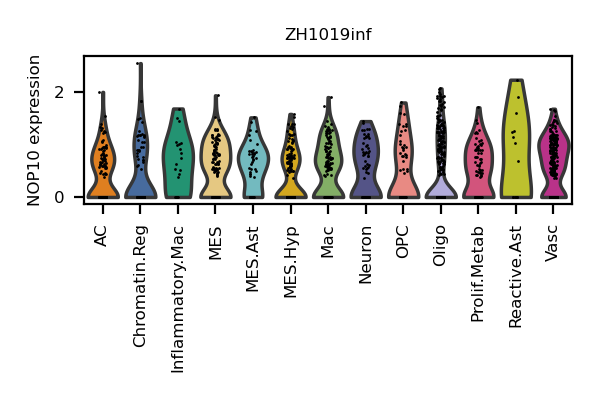 ZH1019inf
NOP10 expression
2
0
AC
Chromatin.Reg
Inflammatory.Mac
MES
MES.Ast
MES.Hyp
Mac
Neuron
OPC
Oligo
Prolif.Metab
Reactive.Ast
Vasc